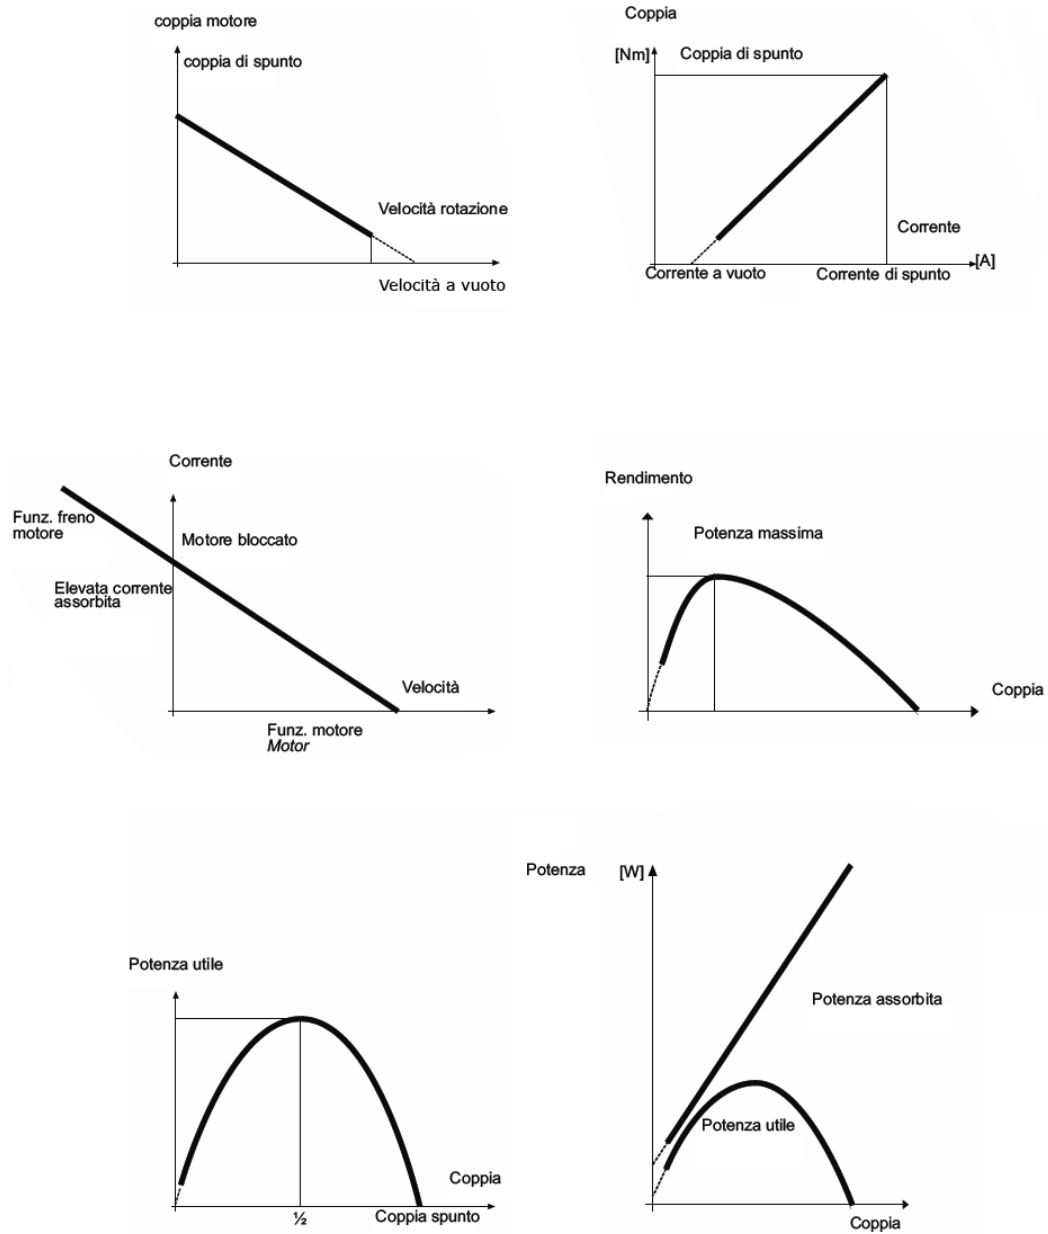 coppia motore
coppia di spunto
Velocità rotazione
Velocità a vuoto
Coppia
[Nm]
Coppia di spunto
Corrente
[A]
Corrente a vuoto
Corrente di spunto
Corrente
Funz. freno
motore
Motore bloccato
Elevata corrente
assorbita
Velocità
Funz. motore
Motor
Rendimento
Potenza massima
Coppia
Potenza utile
Coppia
½
Coppia spunto
Potenza
[W]
Potenza assorbita
Potenza utile
Coppia